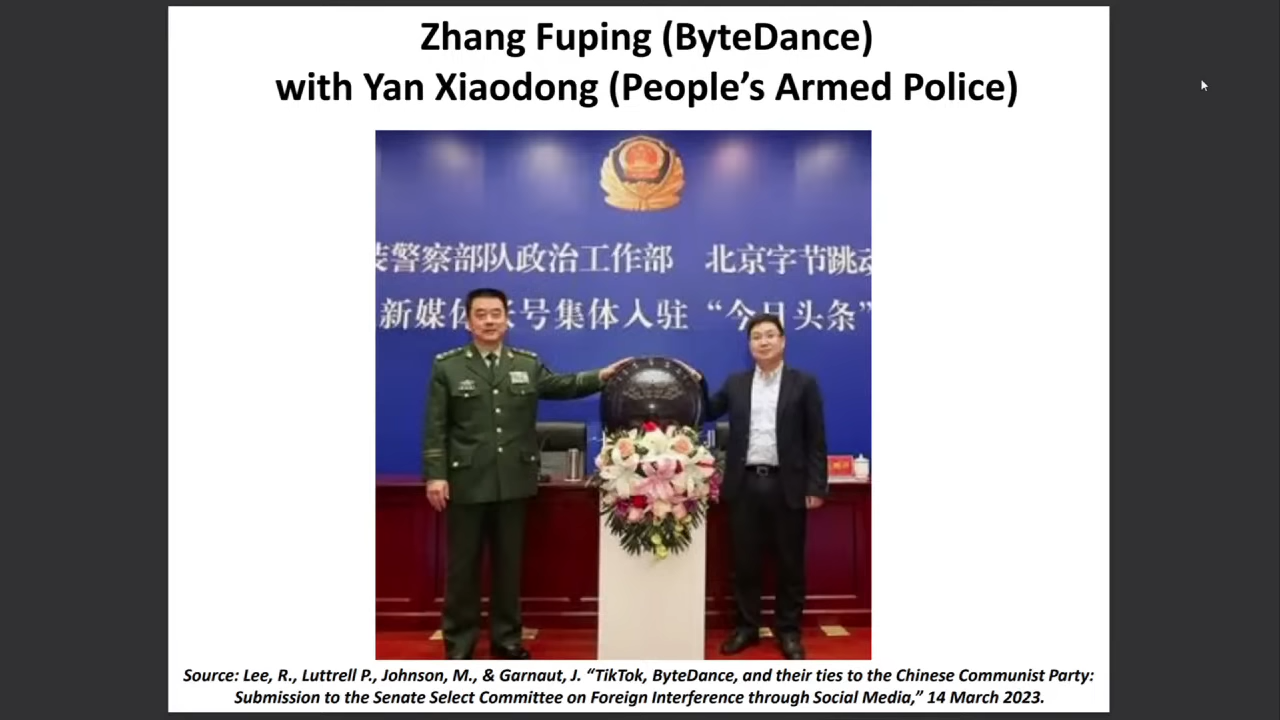 Zhang Fuping (ByteDance)
with Yan Xiaodong (People's Armed Police)
警察部队政治工作部 北京字节跳
新媒体 号集体入驻 “今日头条”
Source: Lee, R., Luttrell P., Johnson, M., & Garnaut, J. “TikTok, ByteDance, and their ties to the Chinese Communist Party:
Submission to the Senate Select Committee on Foreign Interference through Social Media,” 14 March 2023.